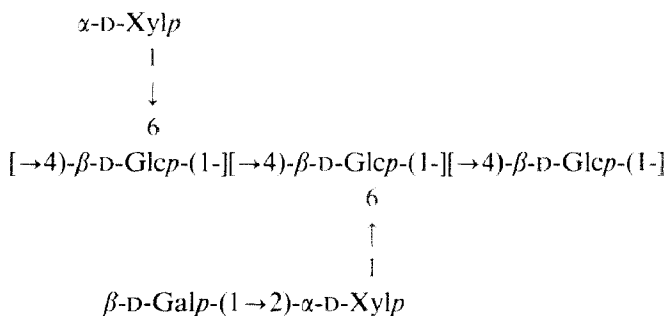 α-D-Xylp
1
↓
6
[→4)-β-D-Glcp-(1-][→4)-β-D-Glcp-(1-][→4)-β-D-Glcp-(1-]
6
↑
1
β-D-Galp-(1→2)-α-D-Xylp